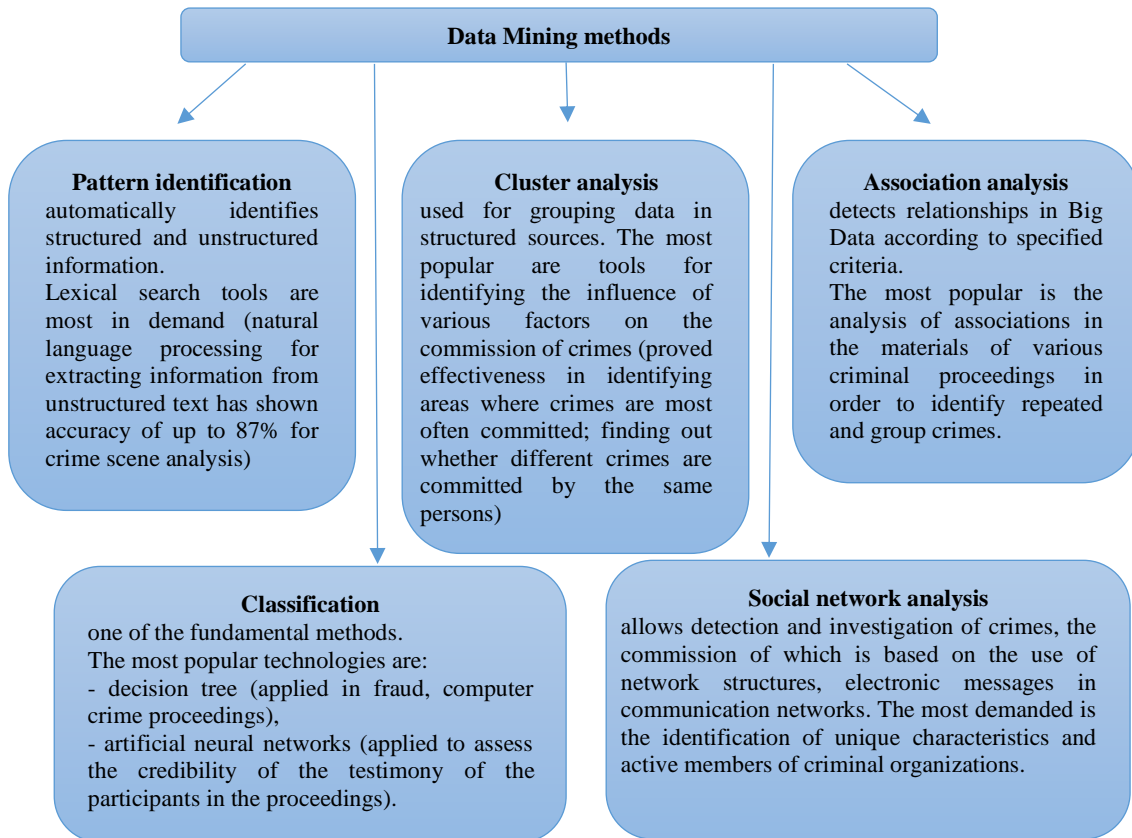 Data Mining methods
Pattern identification
automatically identifies
structured and unstructured
information.
Lexical search tools are
most in demand (natural
language processing for
extracting information from
unstructured text has shown
accuracy of up to 87% for
crime scene analysis)
Cluster analysis
used for grouping data in
structured sources. The most
popular are tools for
identifying the influence of
various factors on the
commission of crimes (proved
effectiveness in identifying
areas where crimes are most
often committed; finding out
whether different crimes are
committed by the same
persons)
Association analysis
detects relationships in Big
Data according to specified
criteria.
The most popular is the
analysis of associations in
the materials of various
criminal proceedings in
order to identify repeated
and group crimes.
Classification
one of the fundamental methods.
The most popular technologies are:
- decision tree (applied in fraud, computer
crime proceedings),
- artificial neural networks (applied to assess
the credibility of the testimony of the
participants in the proceedings).
Social network analysis
allows detection and investigation of crimes, the
commission of which is based on the use of
network structures, electronic messages in
communication networks. The most demanded is
the identification of unique characteristics and
active members of criminal organizations.